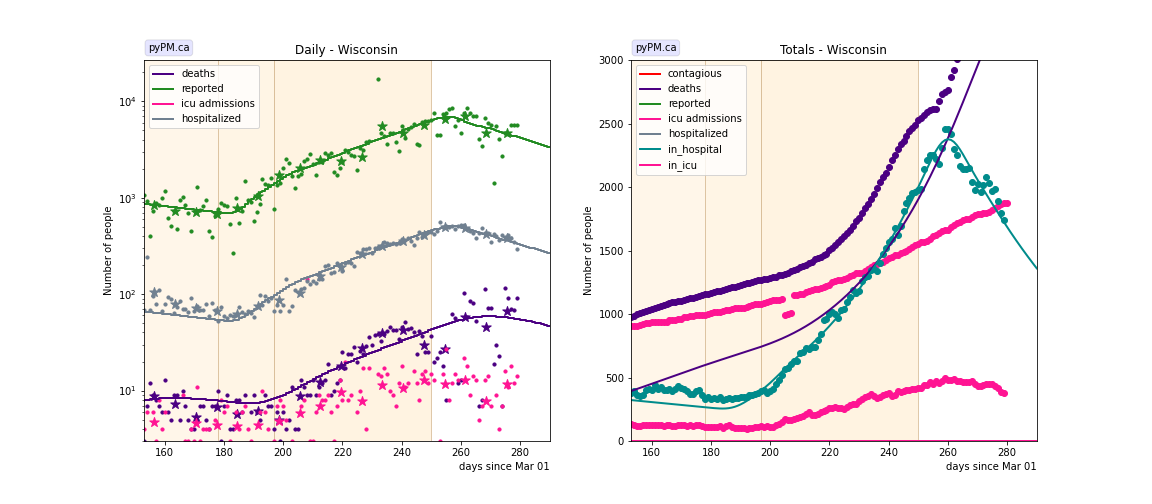 pyPM.ca
Daily - Wisconsin
deaths
reported
icu admissions
hospitalized
10⁴
10³
10²
10¹
Number of people
160 180 200 220 240 260 280
days since Mar 01
pyPM.ca
Totals - Wisconsin
contagious
deaths
reported
icu admissions
hospitalized
in_hospital
in_icu
3000
2500
2000
1500
1000
500
0
Number of people
160 180 200 220 240 260 280
days since Mar 01